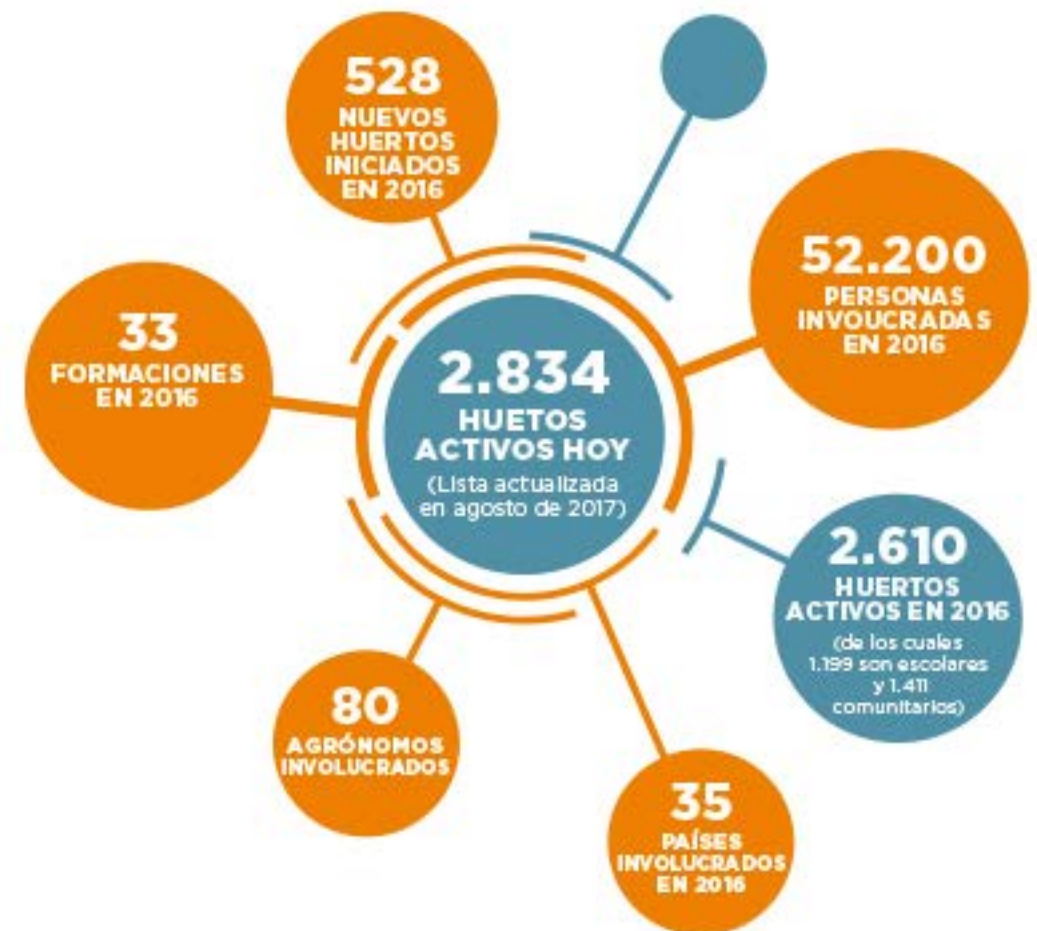 528
NUEVOS
HUERTOS
INICIADOS
EN 2016
52.200
PERSONAS
INVOUCRADAS
EN 2016
33
FORMACIONES
EN 2016
2.834
HUETOS
ACTIVOS HOY
(Lista actualizada
en agosto de 2017)
2.610
HUERTOS
ACTIVOS EN 2016
(de los cuales
1.199 son escolares
y 1.411
comunitarios)
80
AGRÓNOMOS
INVOLUCRADOS
35
PAÍSES
INVOLUCRADOS
EN 2016